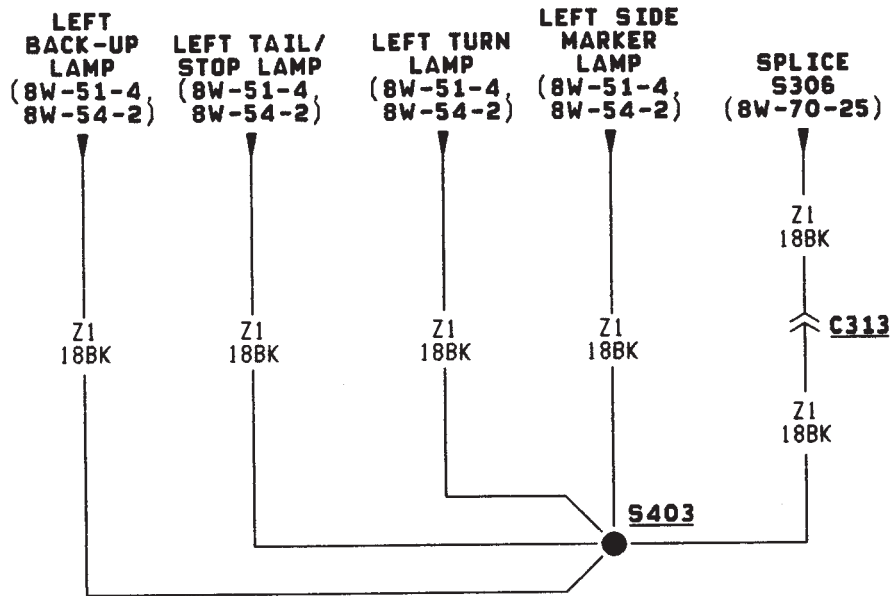 LEFT
BACK-UP
LAMP
(8W-51-4,
8W-54-2)
LEFT TAIL/
STOP LAMP
(8W-51-4,
8W-54-2)
LEFT TURN
LAMP
(8W-51-4,
8W-54-2)
LEFT SIDE
MARKER
LAMP
(8W-51-4,
8W-54-2)
SPLICE
S306
(8W-70-25)
Z1
18BK
C313
Z1
18BK
Z1
18BK
Z1
18BK
Z1
18BK
Z1
18BK
S403